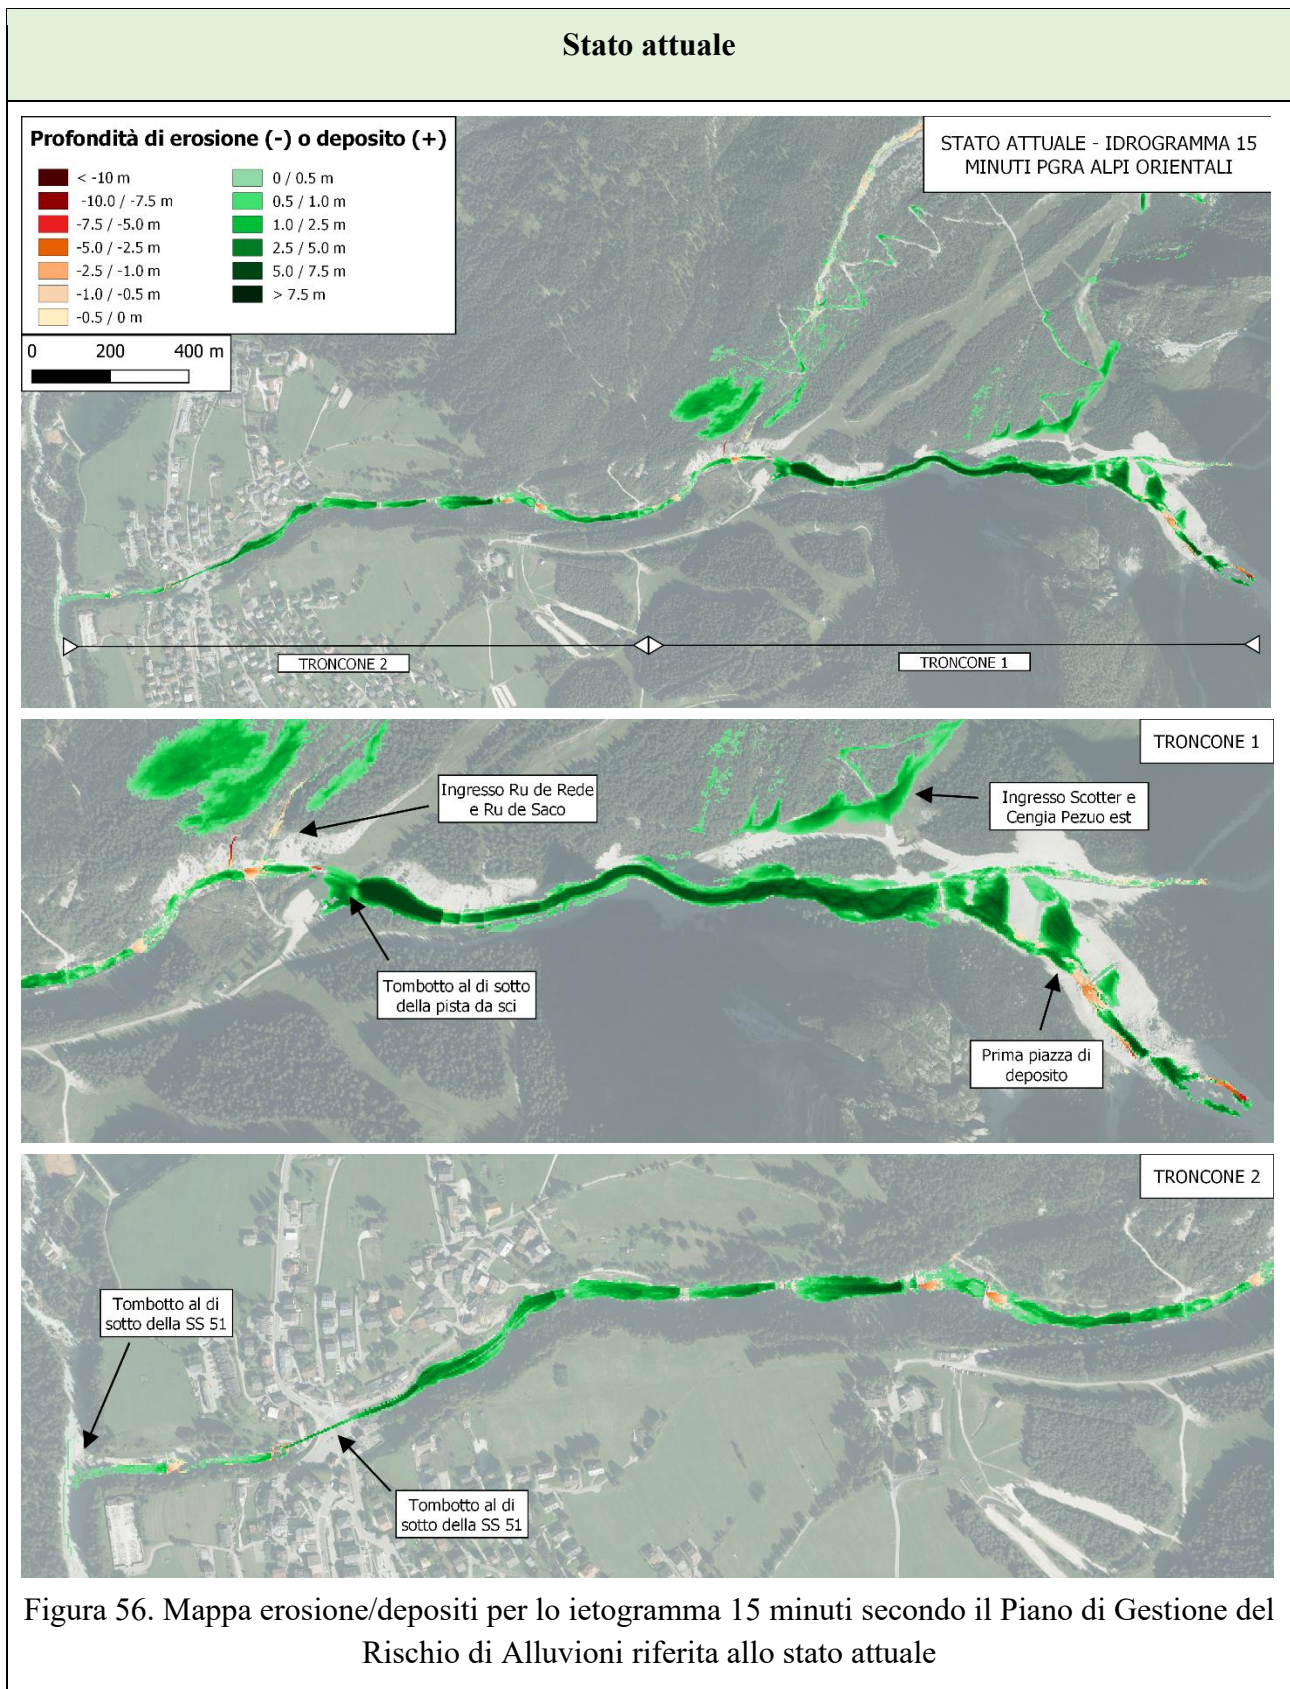 Stato attuale
Profondità di erosione (-) o deposito (+)
< -10 m
-10.0 / -7.5 m
-7.5 / -5.0 m
-5.0 / -2.5 m
-2.5 / -1.0 m
-1.0 / -0.5 m
-0.5 / 0 m
0 / 0.5 m
0.5 / 1.0 m
1.0 / 2.5 m
2.5 / 5.0 m
5.0 / 7.5 m
> 7.5 m
0 200 400 m
STATO ATTUALE - IDROGRAMMA 15
MINUTI PGRA ALPI ORIENTALI
TRONCONE 2
TRONCONE 1
TRONCONE 1
Ingresso Ru de Rede
e Ru de Saco
Ingresso Scotter e
Cengia Pezuo est
Tombotto al di sotto
della pista da sci
Prima piazza di
deposito
TRONCONE 2
Tombotto al di
sotto della SS 51
Tombotto al di
sotto della SS 51
Figura 56. Mappa erosione/depositi per lo ietogramma 15 minuti secondo il Piano di Gestione del
Rischio di Alluvioni riferita allo stato attuale